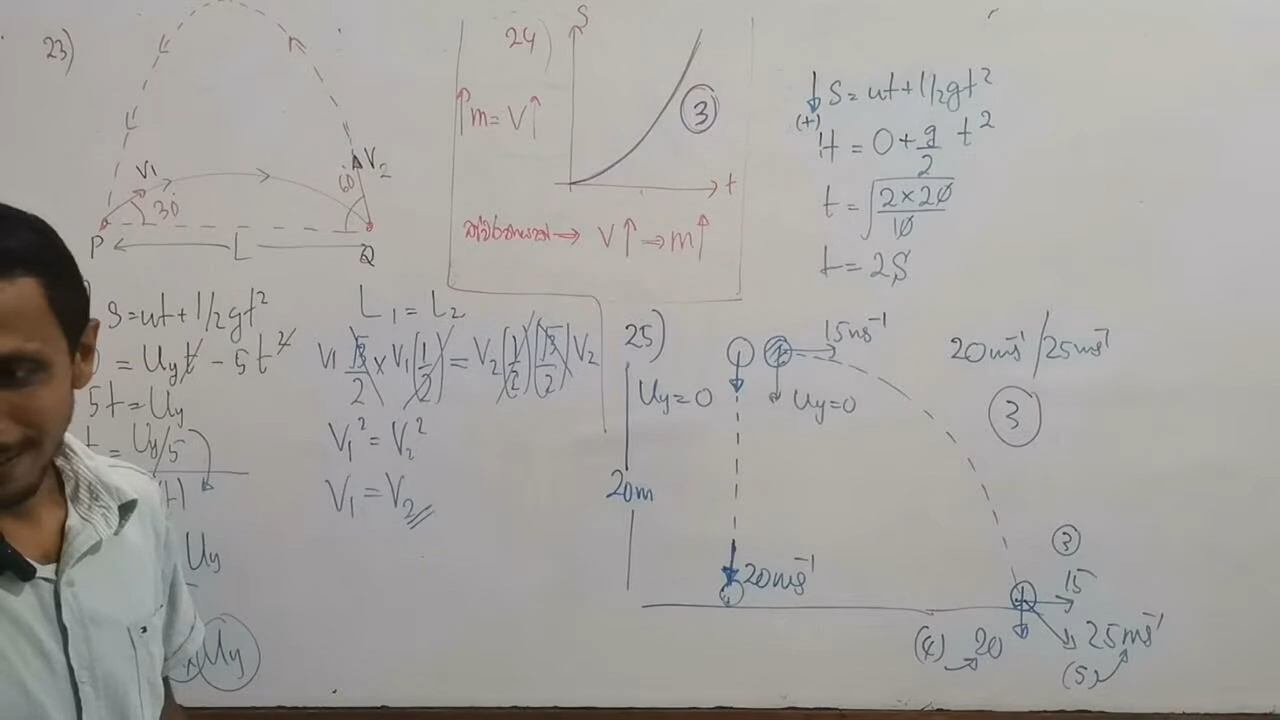 23)
V1
30
60
V2
P
L
Q
S=ut+1/2gt²
= Uyt - 5t²
5t=Uy
t = Uy/5
Uy
×Uy
L₁ = L₂
V1 √3/2 × V1(1/2) = V2(1/2)(√3/2)V2
V₁² = V₂²
V₁ = V₂
24)
S
t
↑m = V↑
3
→ V↑ ⇒ m↑
↓ S = ut+1/2gt²
(+)
H = 0 + g/2 t²
t = √(2×20/10)
t = 2S
25)
15ms⁻¹
Uy=0
Uy=0
20ms⁻¹/25ms⁻¹
3
20m
20ms⁻¹
3
15
(4) → 20
25ms⁻¹
(5)